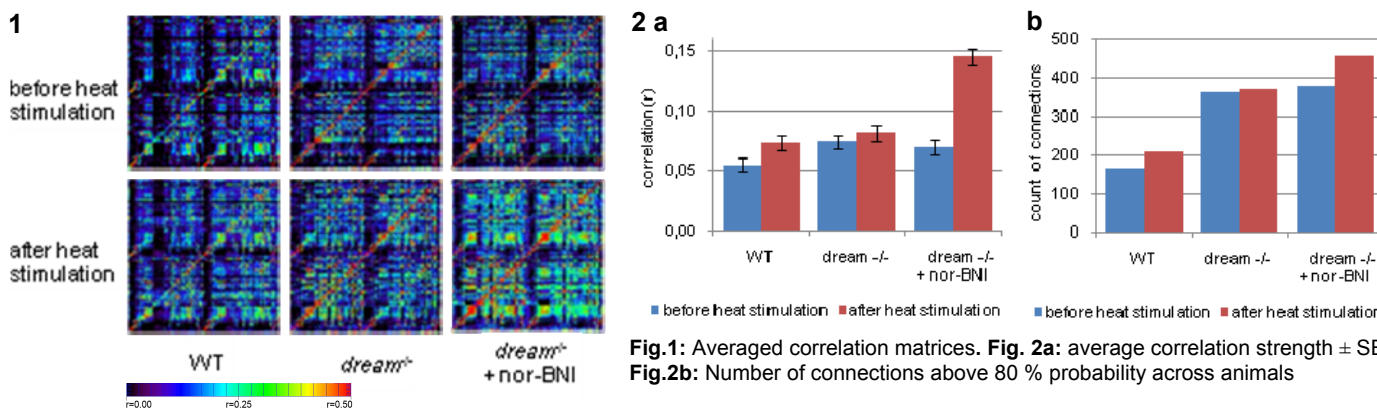 1
before heat
stimulation
after heat
stimulation
WT
dream-/-
dream-/-
+ nor-BNI
r=0.00
r=0.25
r=0.50
2 a
correlation (r)
0,15
0,10
0,05
0,00
WT
dream -/-
dream -/-
+ nor-BNI
before heat stimulation
after heat stimulation
b
count of connections
500
400
300
200
100
0
WT
dream -/-
dream -/-
+ nor-BNI
before heat stimulation
after heat stimulation
Fig.1: Averaged correlation matrices. Fig. 2a: average correlation strength ± SE
Fig.2b: Number of connections above 80 % probability across animals